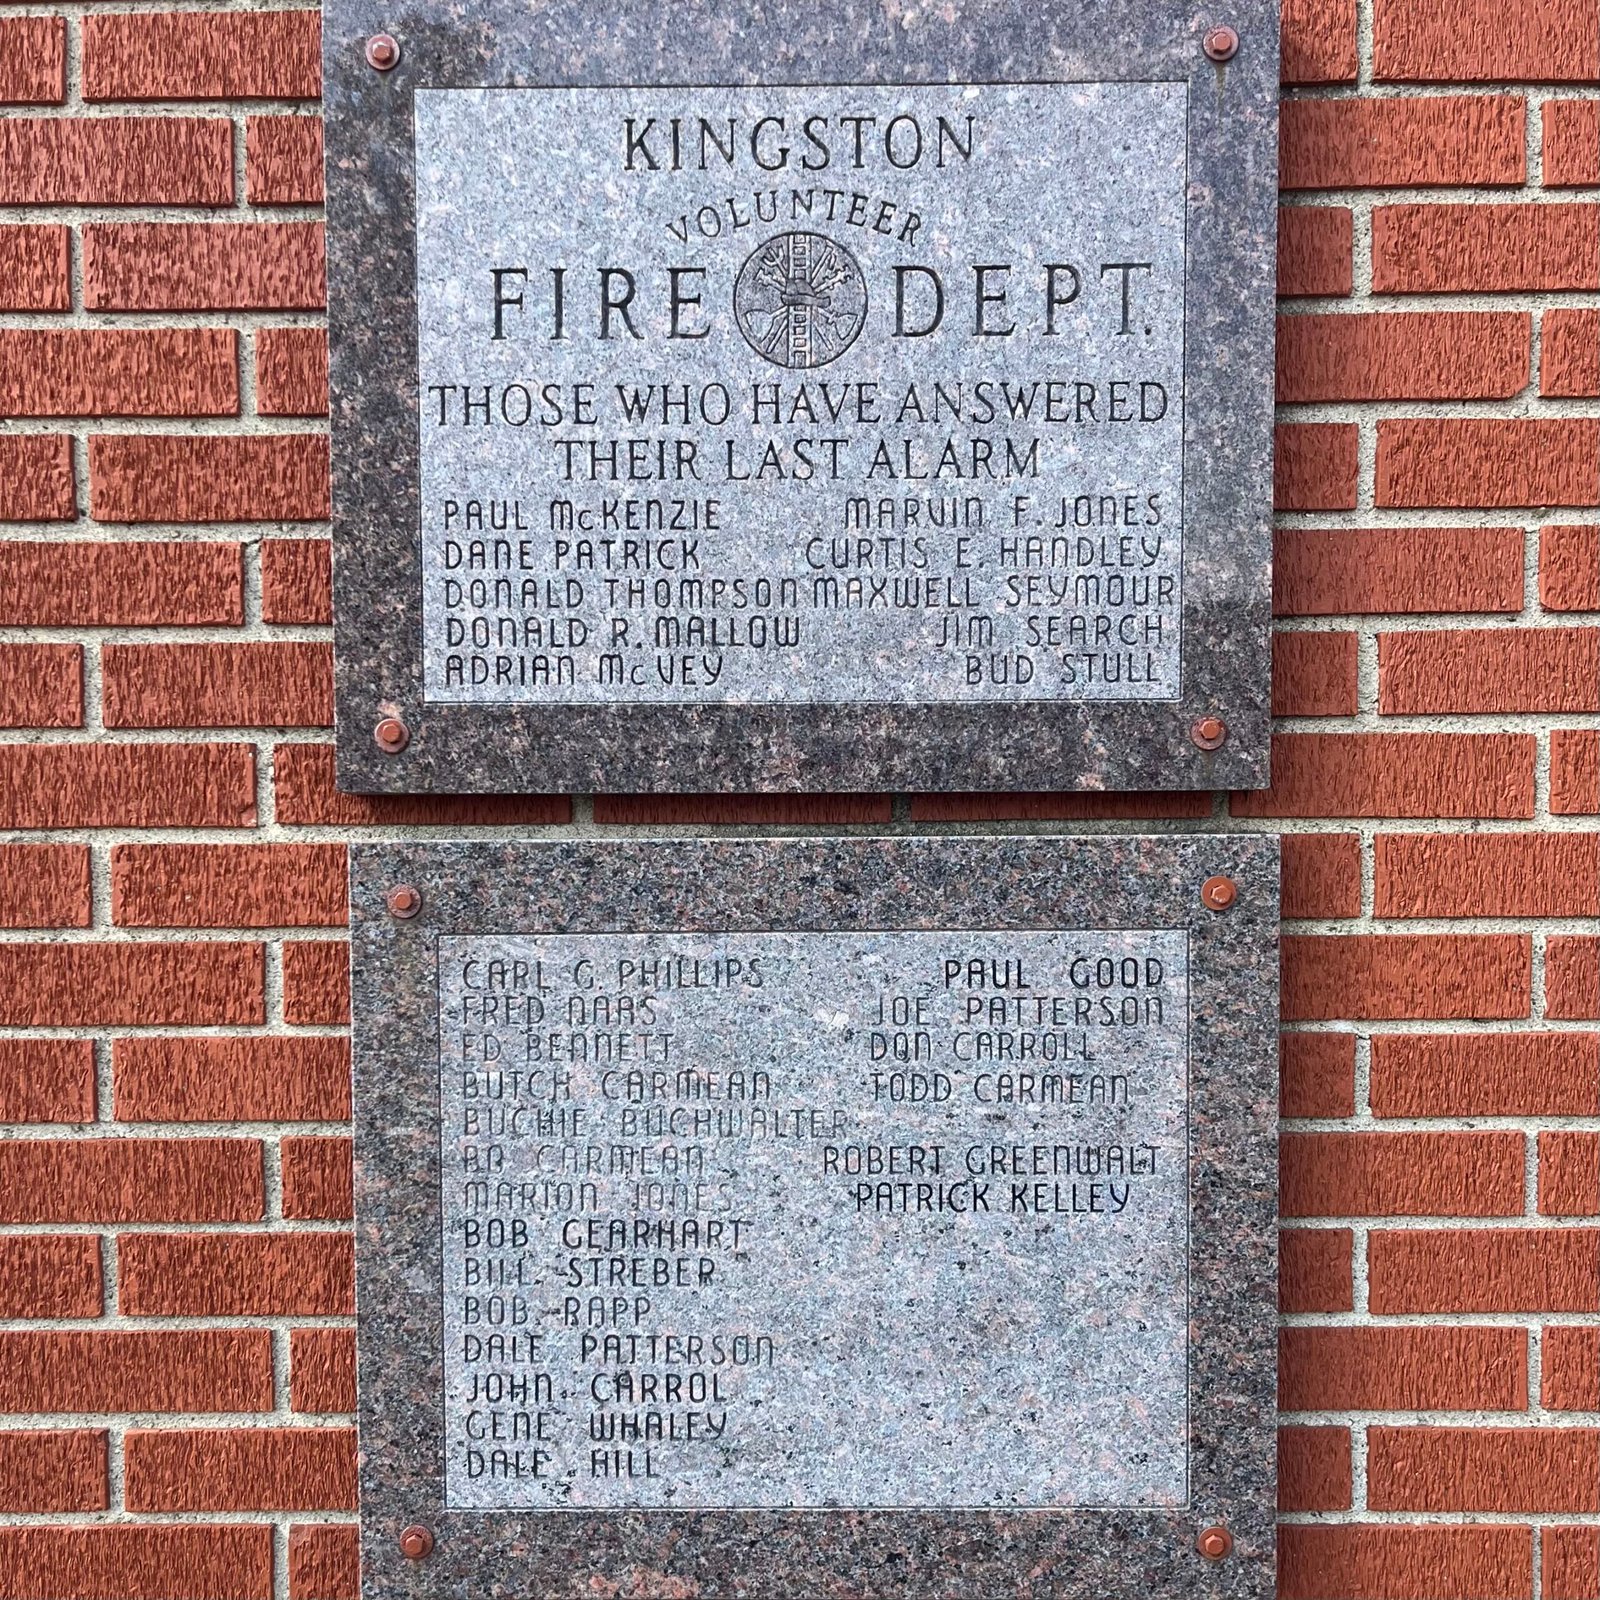 KINGSTON
VOLUNTEER
FIRE DEPT.
THOSE WHO HAVE ANSWERED
THEIR LAST ALARM
PAUL McKENZIE MARVIN F. JONES
DANE PATRICK CURTIS E. HANDLEY
DONALD THOMPSON MAXWELL SEYMOUR
DONALD R. MALLOW JIM SEARCH
ADRIAN McVEY BUD STULL
CARL G. PHILLIPS PAUL GOOD
FRED NAAS JOE PATTERSON
ED BENNETT DON CARROLL
BUTCH CARMEAN TODD CARMEAN
BUCHIE BUCHWALTER
BO CARMEAN ROBERT GREENWALT
MARION JONES PATRICK KELLEY
BOB GEARHART
BILL STREBER
BOB RAPP
DALE PATTERSON
JOHN CARROL
GENE WHALEY
DALE HILL